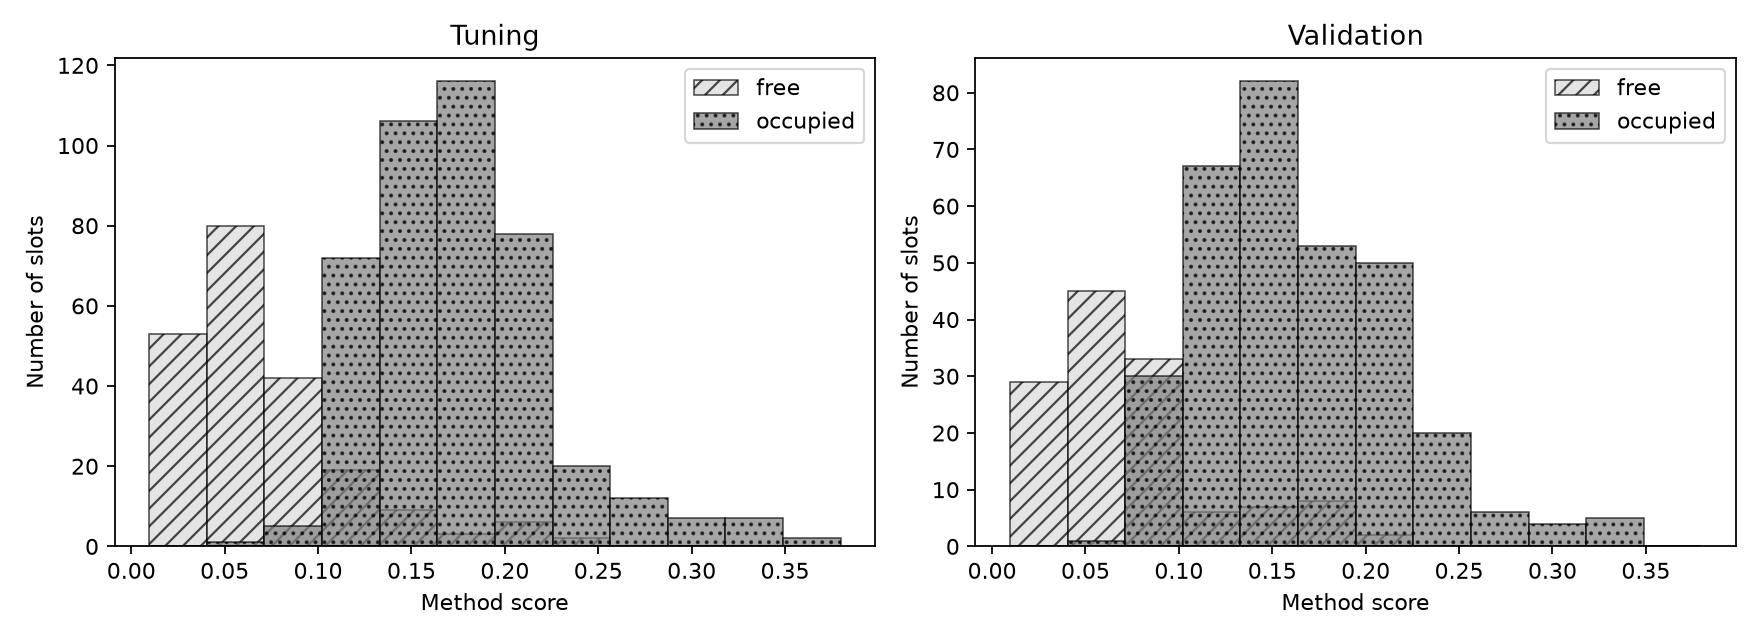 Tuning
Number of slots
120
100
80
60
40
20
0
free
occupied
0.00 0.05 0.10 0.15 0.20 0.25 0.30 0.35
Method score
Validation
Number of slots
80
70
60
50
40
30
20
10
0
free
occupied
0.00 0.05 0.10 0.15 0.20 0.25 0.30 0.35
Method score